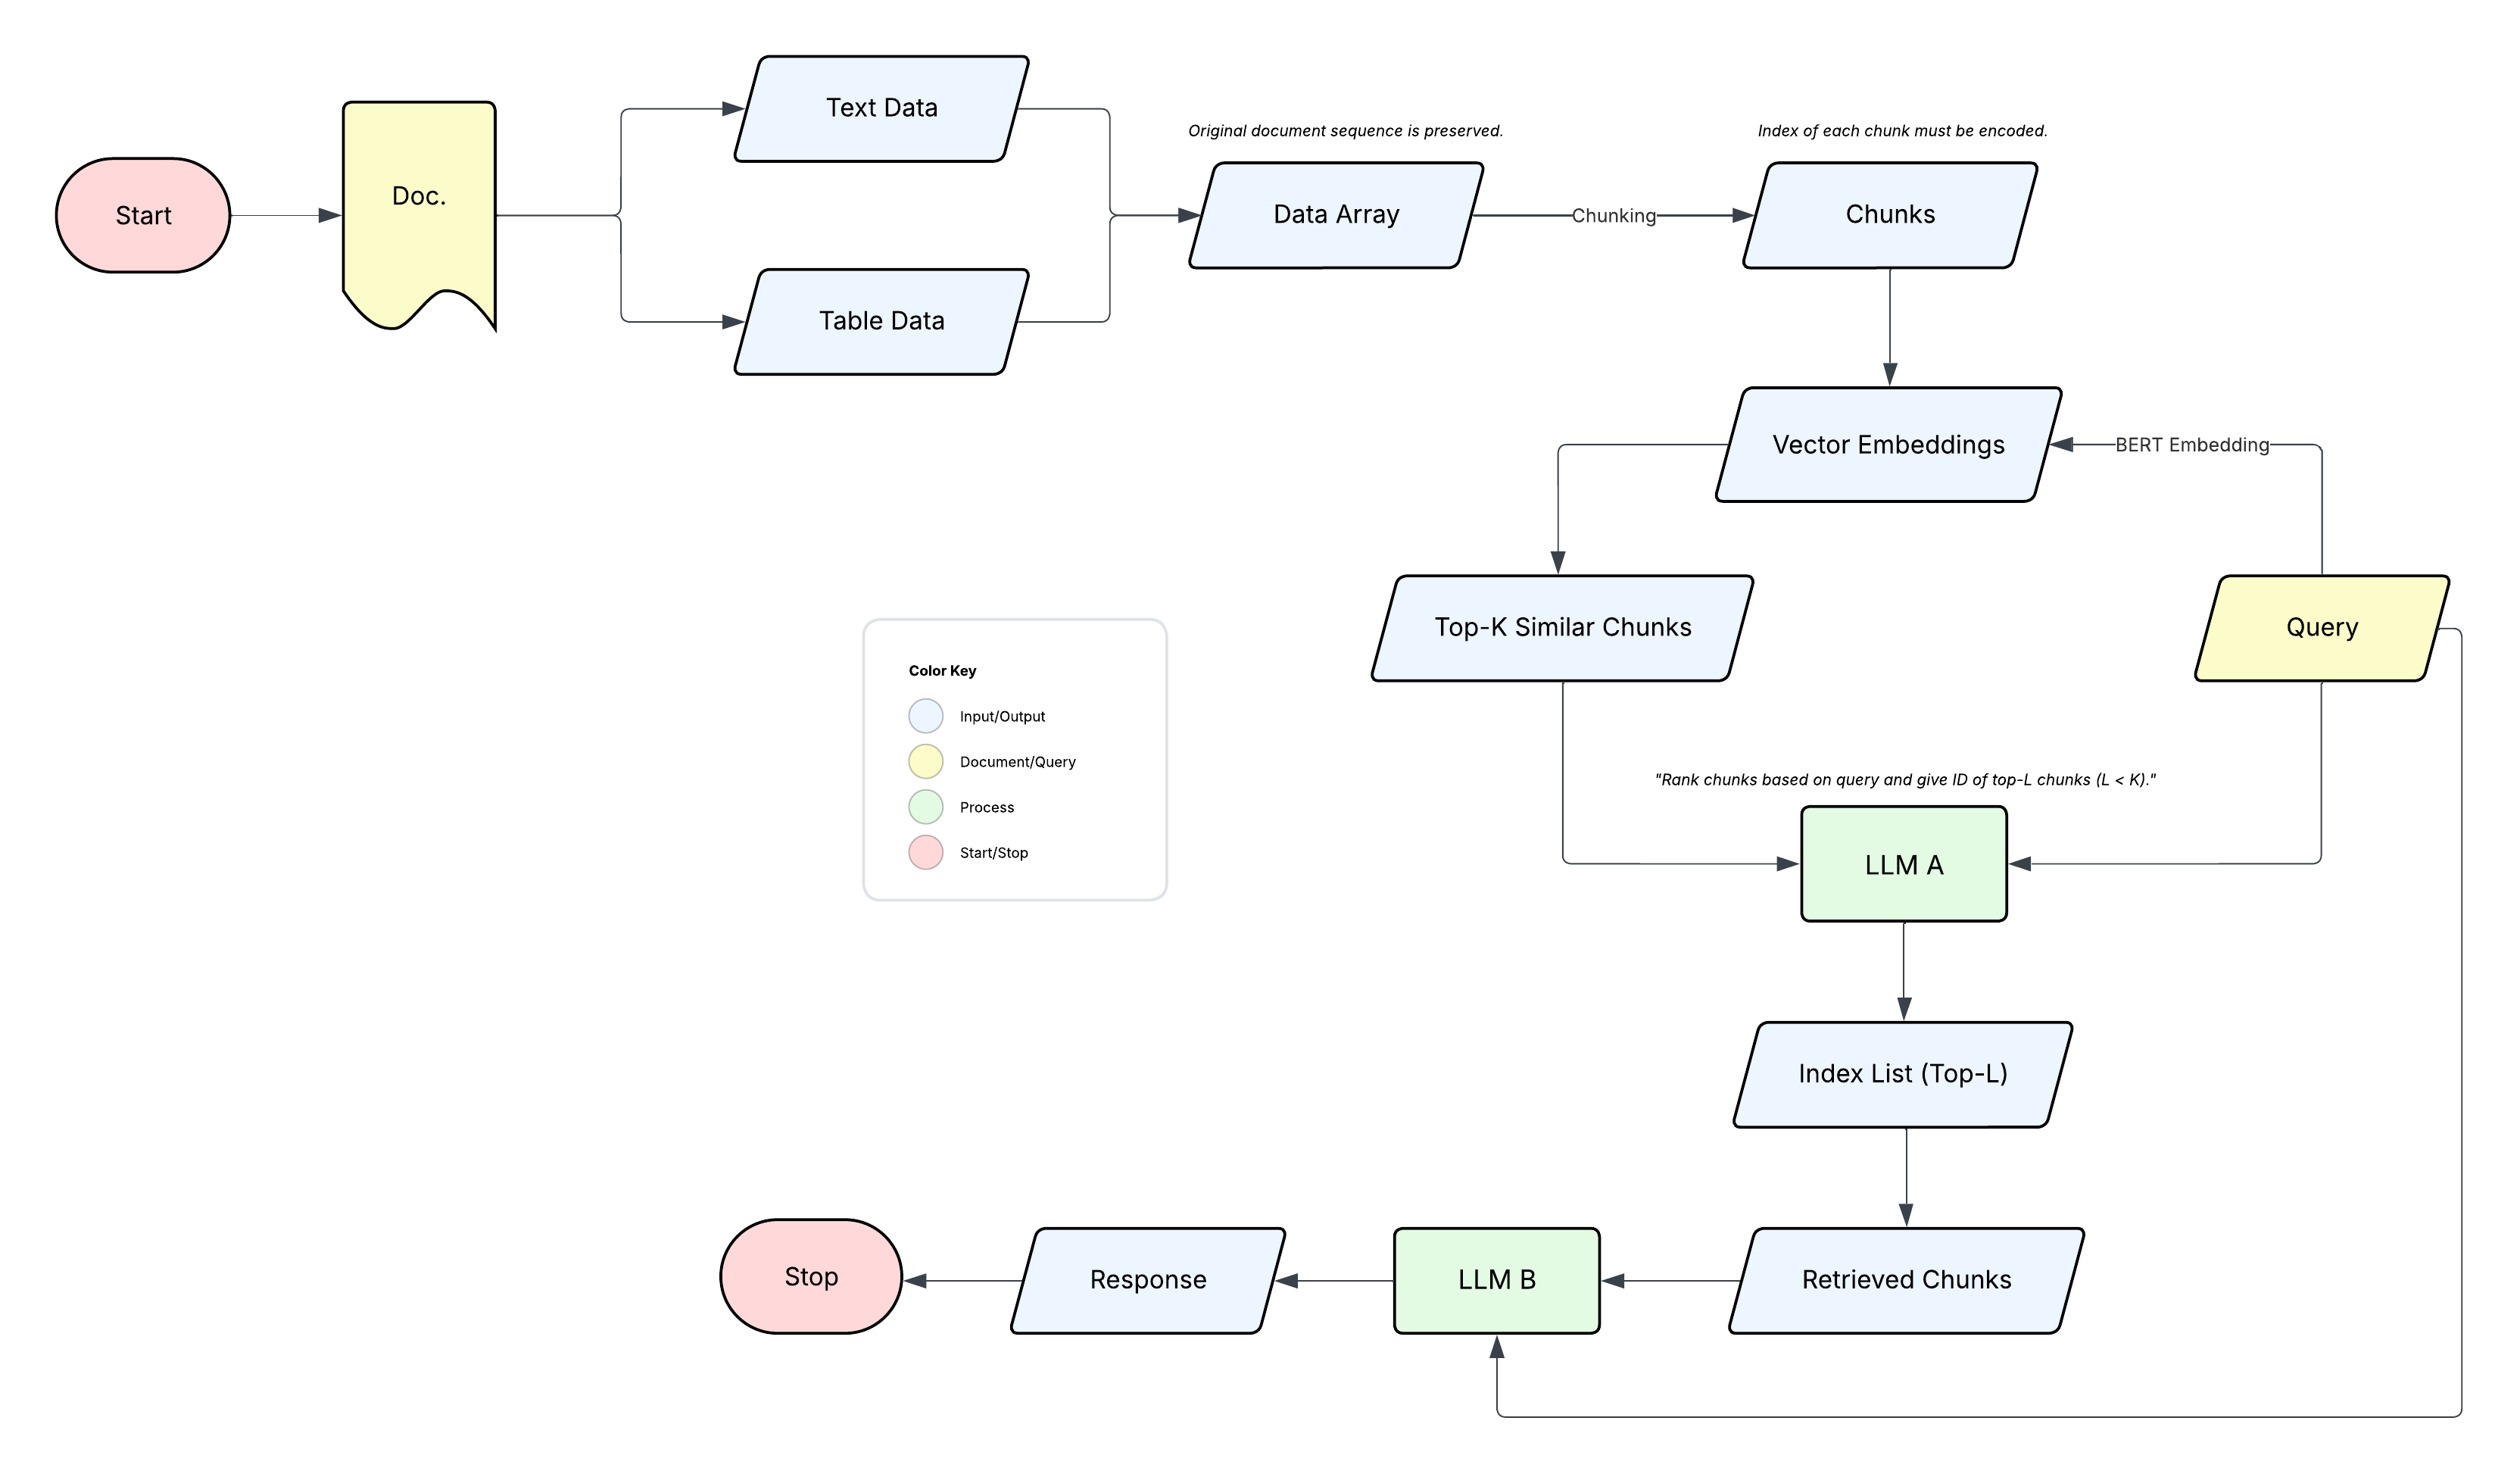 Start
Doc.
Text Data
Table Data
Original document sequence is preserved.
Data Array
Chunking
Index of each chunk must be encoded.
Chunks
Vector Embeddings
BERT Embedding
Top-K Similar Chunks
Query
Color Key
Input/Output
Document/Query
Process
Start/Stop
"Rank chunks based on query and give ID of top-L chunks (L < K)."
LLM A
Index List (Top-L)
Retrieved Chunks
LLM B
Response
Stop